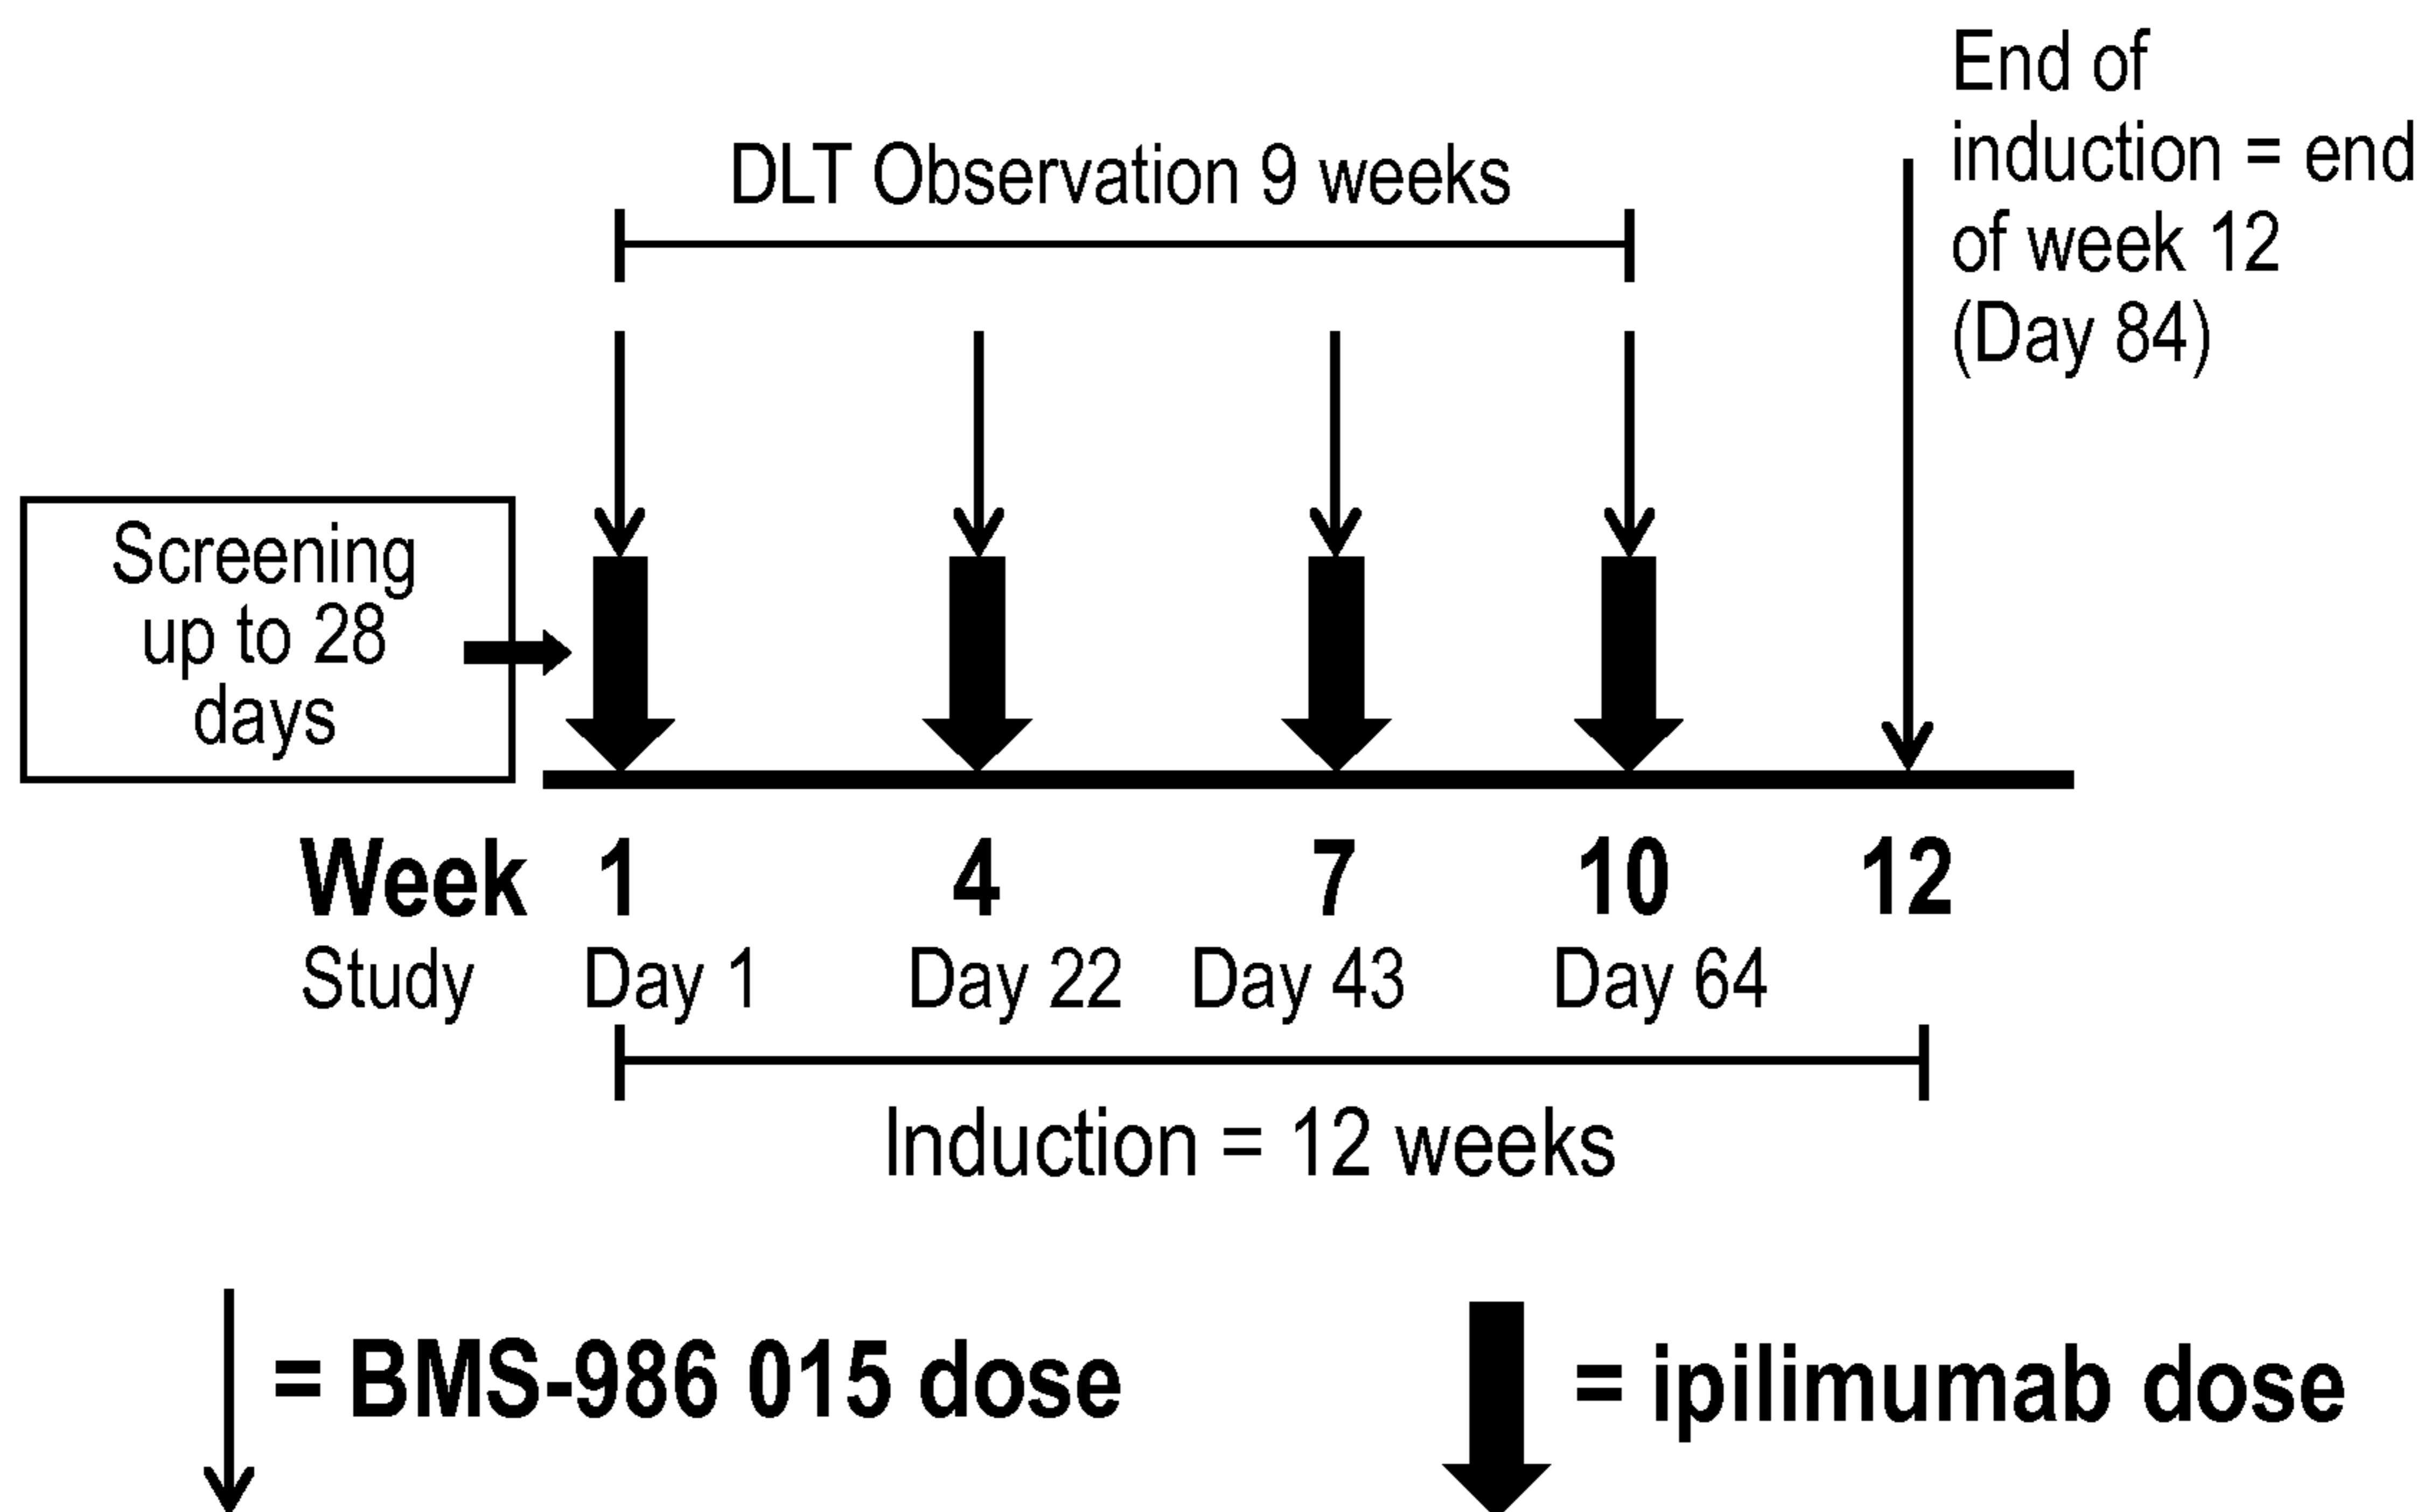 End of
induction = end
of week 12
(Day 84)
DLT Observation 9 weeks
Screening
up to 28
days
Week 1 4 7 10 12
Study Day 1 Day 22 Day 43 Day 64
Induction = 12 weeks
= BMS-986 015 dose
= ipilimumab dose